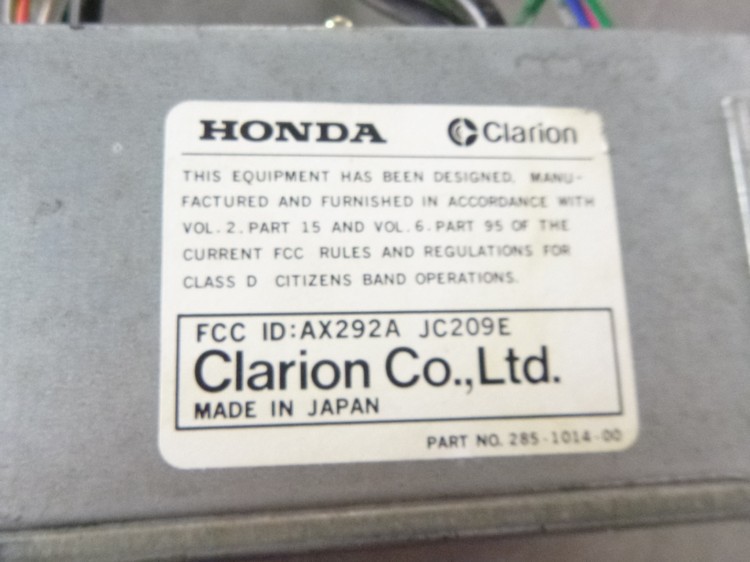 HONDA Clarion
THIS EQUIPMENT HAS BEEN DESIGNED, MANU-
FACTURED AND FURNISHED IN ACCORDANCE WITH
VOL. 2. PART 15 AND VOL. 6. PART 95 OF THE
CURRENT FCC RULES AND REGULATIONS FOR
CLASS D CITIZENS BAND OPERATIONS.
FCC ID:AX292A JC209E
Clarion Co.,Ltd.
MADE IN JAPAN
PART NO. 285-1014-00